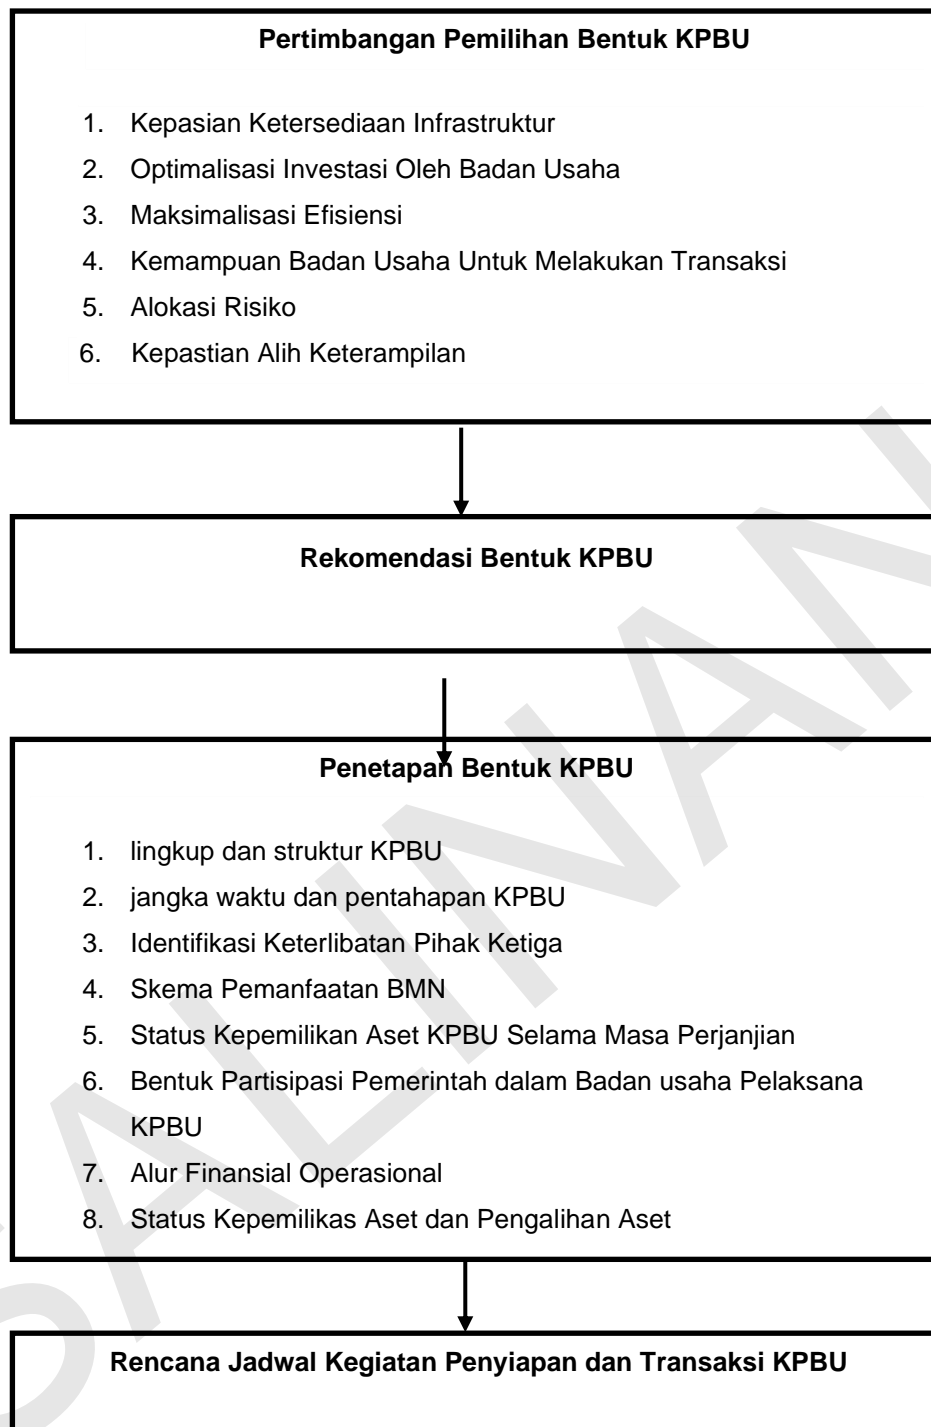 Pertimbangan Pemilihan Bentuk KPBU
1. Kepasian Ketersediaan Infrastruktur
2. Optimalisasi Investasi Oleh Badan Usaha
3. Maksimalisasi Efisiensi
4. Kemampuan Badan Usaha Untuk Melakukan Transaksi
5. Alokasi Risiko
6. Kepastian Alih Keterampilan
Rekomendasi Bentuk KPBU
Penetapan Bentuk KPBU
1. lingkup dan struktur KPBU
2. jangka waktu dan pentahapan KPBU
3. Identifikasi Keterlibatan Pihak Ketiga
4. Skema Pemanfaatan BMN
5. Status Kepemilikan Aset KPBU Selama Masa Perjanjian
6. Bentuk Partisipasi Pemerintah dalam Badan usaha Pelaksana
KPBU
7. Alur Finansial Operasional
8. Status Kepemilikas Aset dan Pengalihan Aset
Rencana Jadwal Kegiatan Penyiapan dan Transaksi KPBU
SALINAN